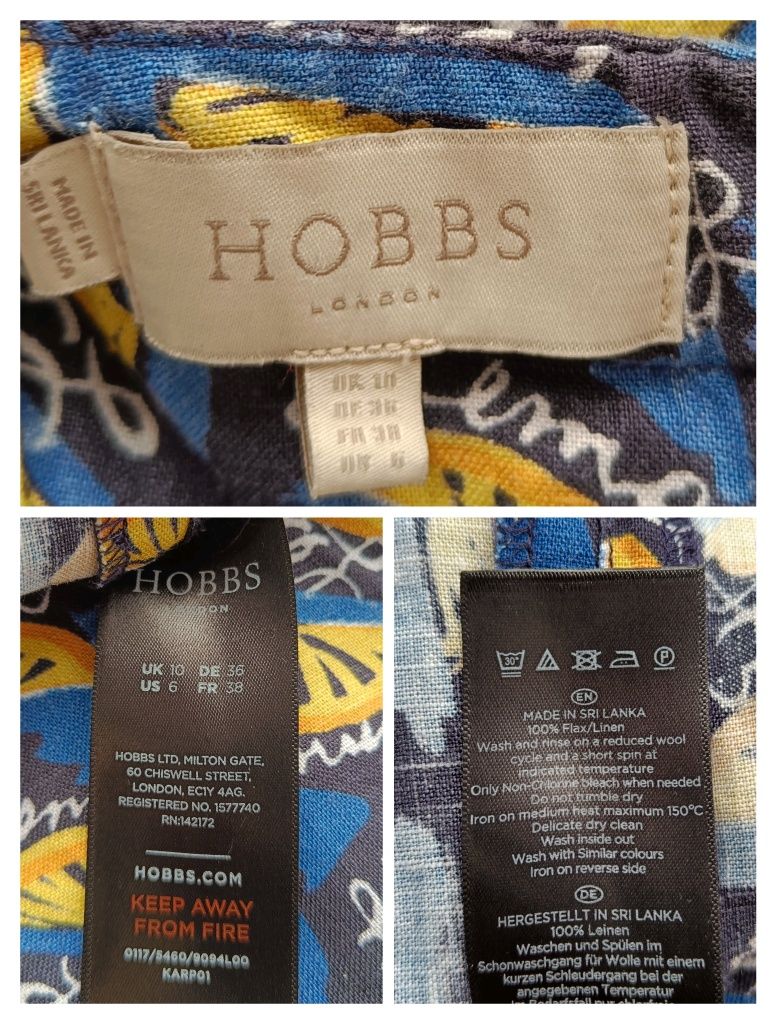 MADE IN
SRI LANKA
HOBBS
LONDON
UK 10
FR 38
HOBBS
LONDON
UK 10 DE 36
US 6 FR 38
HOBBS LTD, MILTON GATE,
60 CHISWELL STREET,
LONDON, EC1Y 4AG.
REGISTERED NO. 1577740
RN:142172
HOBBS.COM
KEEP AWAY
FROM FIRE
0117/5460/9094L00
KARP01
30°
P
EN
MADE IN SRI LANKA
100% Flax/Linen
Wash and rinse on a reduced wool
cycle and a short spin at
indicated temperature
Only Non-Chlorine bleach when needed
Do not tumble dry
Iron on medium heat maximum 150°C
Delicate dry clean
Wash inside out
Wash with Similar colours
Iron on reverse side
DE
HERGESTELLT IN SRI LANKA
100% Leinen
Waschen und Spülen im
Schonwaschgang für Wolle mit einem
kurzen Schleudergang bei der
angegebenen Temperatur
Im Bedarfsfall nur chlorfreie